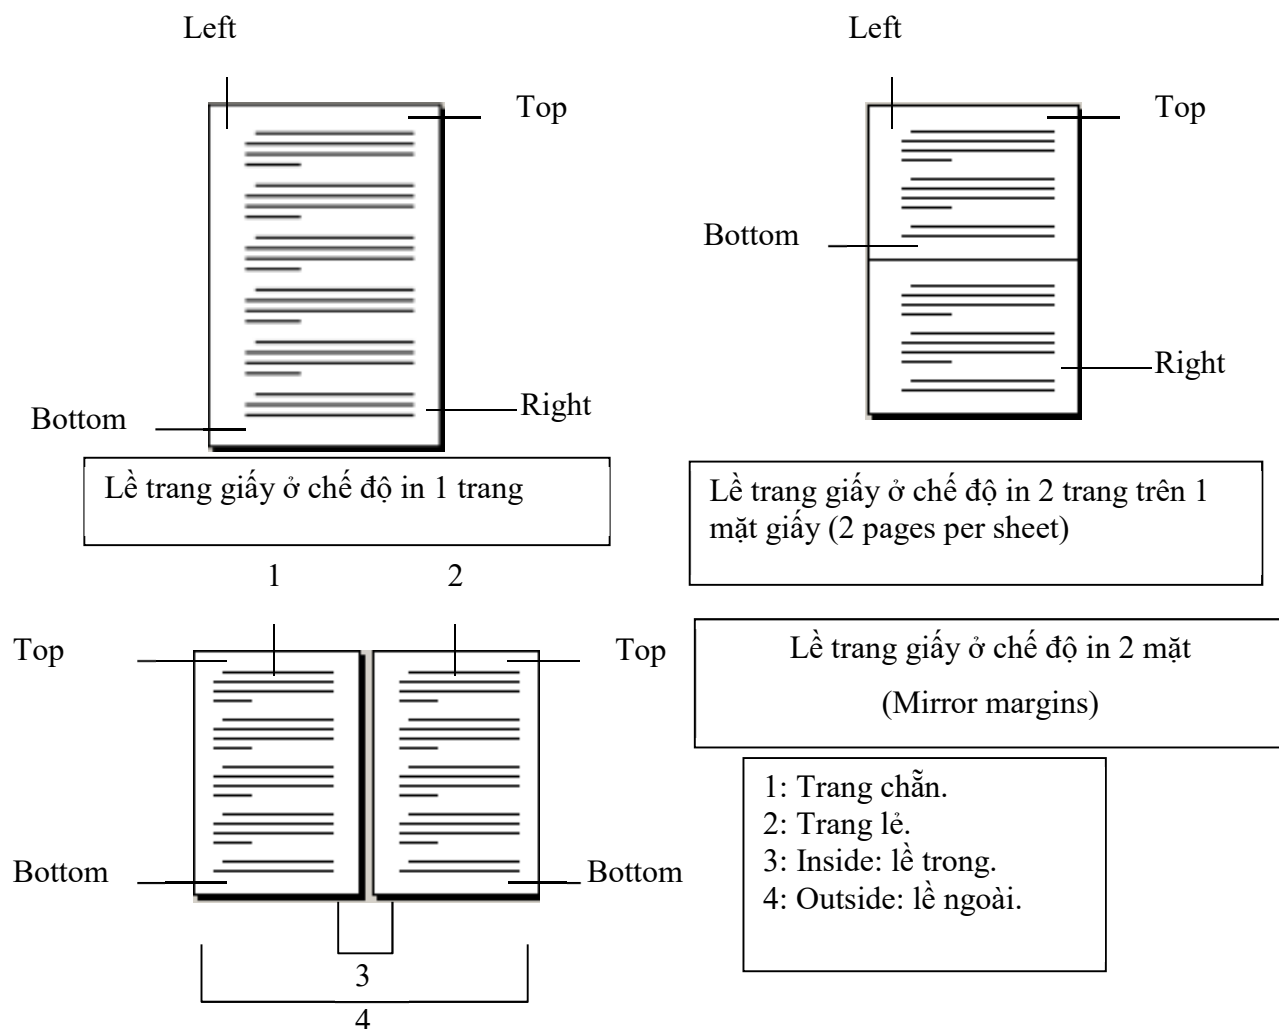 Left
Top
Bottom
Right
Lề trang giấy ở chế độ in 1 trang
Left
Top
Bottom
Right
Lề trang giấy ở chế độ in 2 trang trên 1
mặt giấy (2 pages per sheet)
1
2
Top
Top
Bottom
Bottom
3
4
Lề trang giấy ở chế độ in 2 mặt
(Mirror margins)
1: Trang chẵn.
2: Trang lẻ.
3: Inside: lề trong.
4: Outside: lề ngoài.